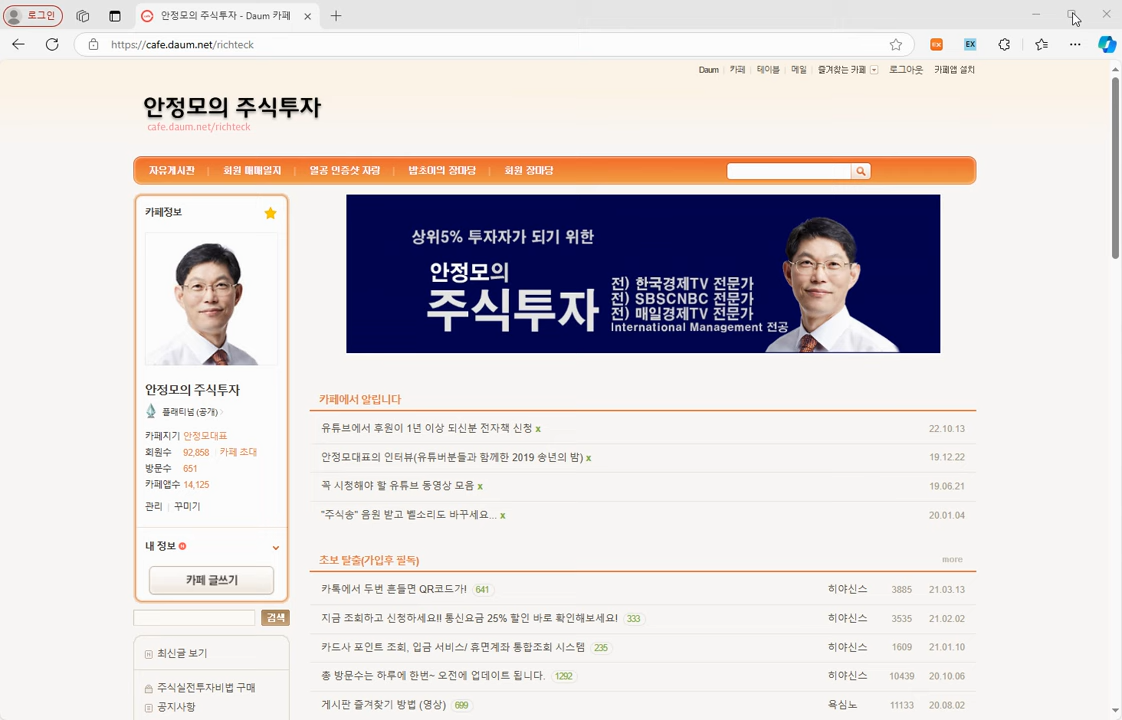 로그인
안정모의 주식투자 - Daum 카페
https://cafe.daum.net/richteck
Daum 카페 테이블 메일 즐겨찾는 카페 로그아웃 카페앱 설치
안정모의 주식투자
cafe.daum.net/richteck
자유게시판 회원 매매일지 열공 인증샷 자랑 밥초이의 장마당 회원 장마당
카페정보
상위5% 투자자가 되기 위한
안정모의
주식투자
전) 한국경제TV 전문가
전) SBSCNBC 전문가
전) 매일경제TV 전문가
International Management 전공
안정모의 주식투자
플래티넘 (공개)
카페지기 안정모대표
회원수 92,858 카페 초대
방문수 651
카페앱수 14,125
관리 꾸미기
내 정보
카페 글쓰기
검색
최신글 보기
주식실전투자비법 구매
공지사항
카페에서 알립니다
유튜브에서 후원이 1년 이상 되신분 전자책 신청 x 22.10.13
안정모대표의 인터뷰(유튜버분들과 함께한 2019 송년의 밤) x 19.12.22
꼭 시청해야 할 유튜브 동영상 모음 x 19.06.21
"주식송" 음원 받고 벨소리도 바꾸세요... x 20.01.04
초보 탈출(가입후 필독) more
카톡에서 두번 흔들면 QR코드가! 641 히야신스 3885 21.03.13
지금 조회하고 신청하세요!! 통신요금 25% 할인 바로 확인해보세요! 333 히야신스 3535 21.02.02
카드사 포인트 조회, 입금 서비스/ 휴면계좌 통합조회 시스템 235 히야신스 1609 21.01.10
총 방문수는 하루에 한번~ 오전에 업데이트 됩니다. 1292 히야신스 10439 20.10.06
게시판 즐겨찾기 방법 (영상) 699 욕심노 11133 20.08.02